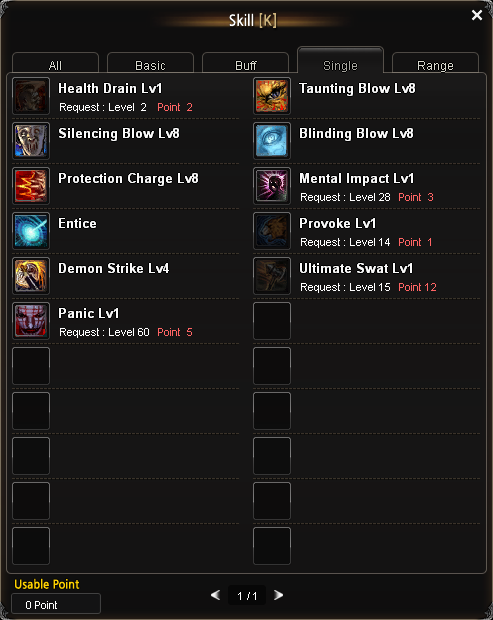 Skill [K]
All Basic Buff Single Range
Health Drain Lv1
Request : Level 2 Point 2
Taunting Blow Lv8
Silencing Blow Lv8
Blinding Blow Lv8
Protection Charge Lv8
Mental Impact Lv1
Request : Level 28 Point 3
Entice
Provoke Lv1
Request : Level 14 Point 1
Demon Strike Lv4
Ultimate Swat Lv1
Request : Level 15 Point 12
Panic Lv1
Request : Level 60 Point 5
Usable Point
0 Point
1 / 1